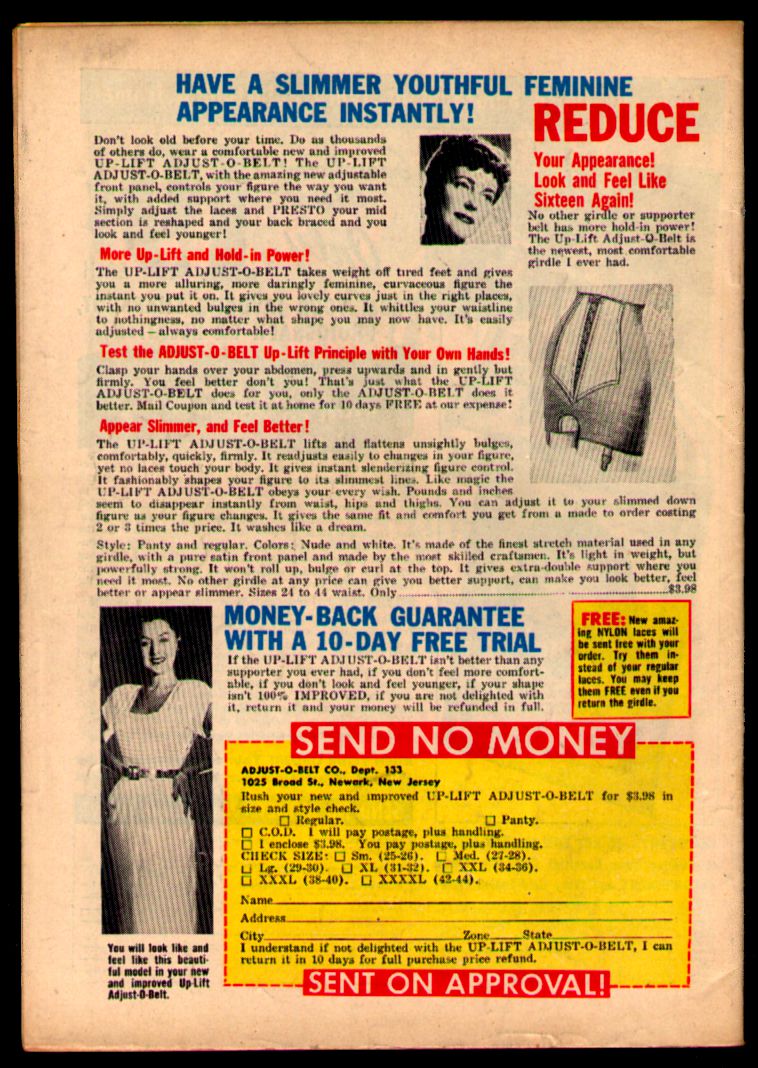 HAVE A SLIMMER YOUTHFUL FEMININE
APPEARANCE INSTANTLY!
REDUCE
Your Appearance!
Look and Feel Like
Sixteen Again!
No other girdle or supporter
belt has more hold-in power!
The Up-Lift Adjust-O-Belt is
the newest, most comfortable
girdle I ever had.
Don't look old before your time. Do as thousands
of others do, wear a comfortable new and improved
UP-LIFT ADJUST-O-BELT! The UP-LIFT
ADJUST-O-BELT, with the amazing new adjustable
front panel, controls your figure the way you want
it, with added support where you need it most.
Simply adjust the laces and PRESTO your mid
section is reshaped and your back braced and you
look and feel younger!
More Up-Lift and Hold-in Power!
The UP-LIFT ADJUST-O-BELT takes weight off tired feet and gives
you a more alluring, more daringly feminine, curvaceous figure the
instant you put it on. It gives you lovely curves just in the right places,
with no unwanted bulges in the wrong ones. It whittles your waistline
to nothingness, no matter what shape you may now have. It's easily
adjusted – always comfortable!
Test the ADJUST-O-BELT Up-Lift Principle with Your Own Hands!
Clasp your hands over your abdomen, press upwards and in gently but
firmly. You feel better don't you! That's just what the UP-LIFT
ADJUST-O-BELT does for you, only the ADJUST-O-BELT does it
better. Mail Coupon and test it at home for 10 days FREE at our expense!
Appear Slimmer, and Feel Better!
The UP-LIFT ADJUST-O-BELT lifts and flattens unsightly bulges,
comfortably, quickly, firmly. It readjusts easily to changes in your figure,
yet no laces touch your body. It gives instant slenderizing figure control.
It fashionably shapes your figure to its slimmest lines. Like magic the
UP-LIFT ADJUST-O-BELT obeys your every wish. Pounds and inches
seem to disappear instantly from waist, hips and thighs. You can adjust it to your slimmed down
figure as your figure changes. It gives the same fit and comfort you get from a made to order costing
2 or 3 times the price. It washes like a dream.
Style: Panty and regular. Colors: Nude and white. It's made of the finest stretch material used in any
girdle, with a pure satin front panel and made by the most skilled craftsmen. It's light in weight, but
powerfully strong. It won't roll up, bulge or curl at the top. It gives extra-double support where you
need it most. No other girdle at any price can give you better support, can make you look better, feel
better or appear slimmer. Sizes 24 to 44 waist. Only..............................$3.98
MONEY-BACK GUARANTEE
WITH A 10-DAY FREE TRIAL
If the UP-LIFT ADJUST-O-BELT isn't better than any
supporter you ever had, if you don't feel more comfort-
able, if you don't look and feel younger, if your shape
isn't 100% IMPROVED, if you are not delighted with
it, return it and your money will be refunded in full.
FREE: New amaz-
ing NYLON laces will
be sent free with your
order. Try them in-
stead of your regular
laces. You may keep
them FREE even if you
return the girdle.
You will look like and
feel like this beauti-
ful model in your new
and improved Up-Lift
Adjust-O-Belt.
SEND NO MONEY
ADJUST-O-BELT CO., Dept. 133
1025 Broad St., Newark, New Jersey
Rush your new and improved UP-LIFT ADJUST-O-BELT for $3.98 in
size and style check.
☐ Regular. ☐ Panty.
☐ C.O.D. I will pay postage, plus handling.
☐ I enclose $3.98. You pay postage, plus handling.
CHECK SIZE: ☐ Sm. (25-26). ☐ Med. (27-28).
☐ Lg. (29-30). ☐ XL (31-32). ☐ XXL (34-36).
☐ XXXL (38-40). ☐ XXXXL (42-44).
Name
Address
City Zone State
I understand if not delighted with the UP-LIFT ADJUST-O-BELT, I can
return it in 10 days for full purchase price refund.
SENT ON APPROVAL!